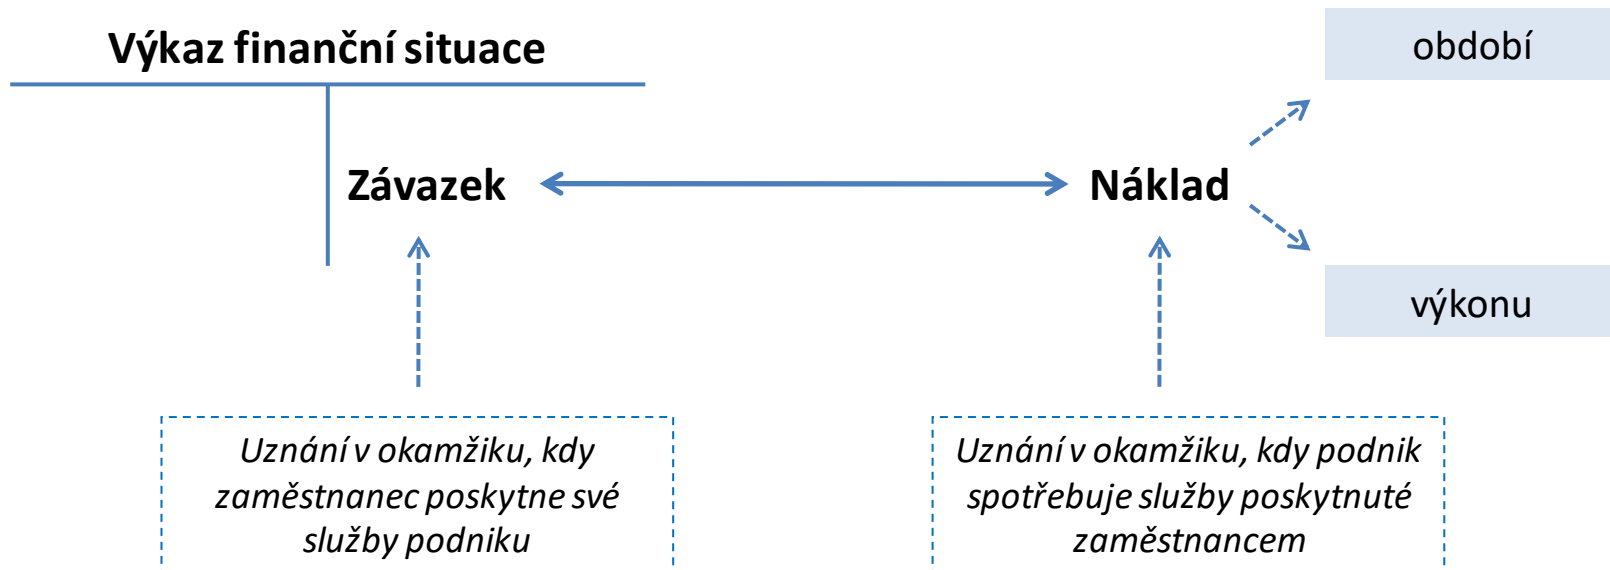 Výkaz finanční situace
období
Závazek
Náklad
výkonu
Uznání v okamžiku, kdy
zaměstnanec poskytne své
služby podniku
Uznání v okamžiku, kdy podnik
spotřebuje služby poskytnuté
zaměstnancem